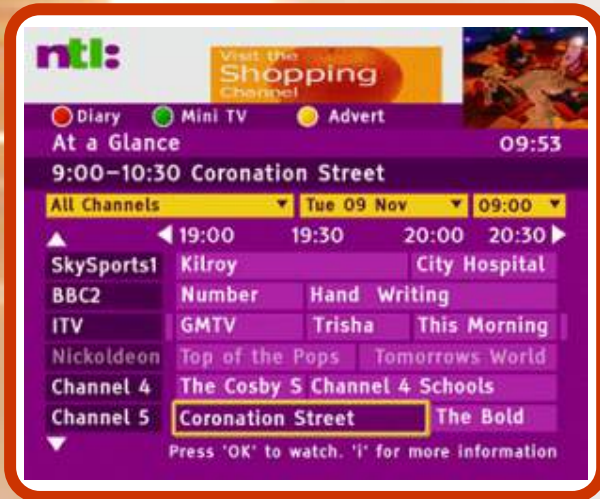 ntl:
Visit the
Shopping
Channel
Diary Mini TV Advert
At a Glance 09:53
9:00-10:30 Coronation Street
All Channels Tue 09 Nov 09:00
19:00 19:30 20:00 20:30
SkySports1 Kilroy City Hospital
BBC2 Number Hand Writing
ITV GMTV Trisha This Morning
Nickoldeon Top of the Pops Tomorrows World
Channel 4 The Cosby S Channel 4 Schools
Channel 5 Coronation Street The Bold
Press 'OK' to watch. 'i' for more information